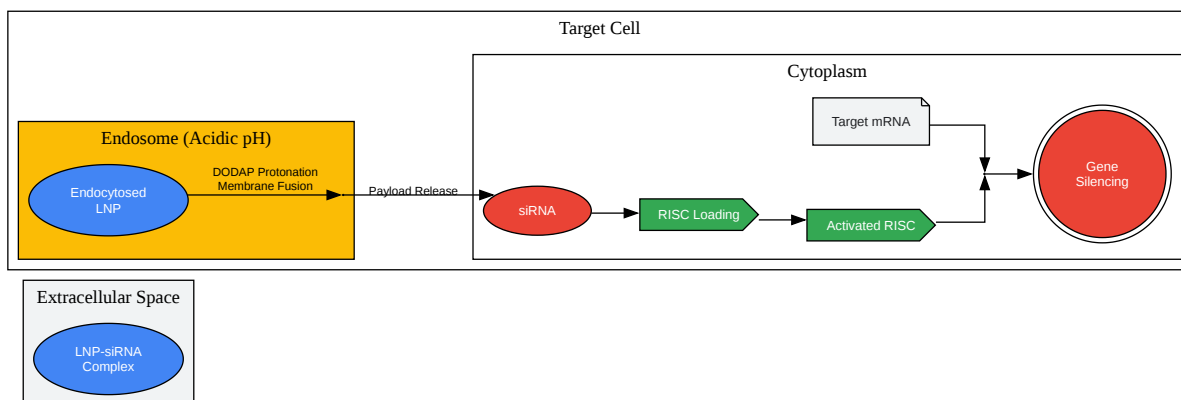 Target Cell
Cytoplasm
Target mRNA
Endosome (Acidic pH)
DODAP Protonation
Membrane Fusion
Endocytosed
LNP
Payload Release
siRNA
RISC Loading
Activated RISC
Gene
Silencing
Extracellular Space
LNP-siRNA
Complex